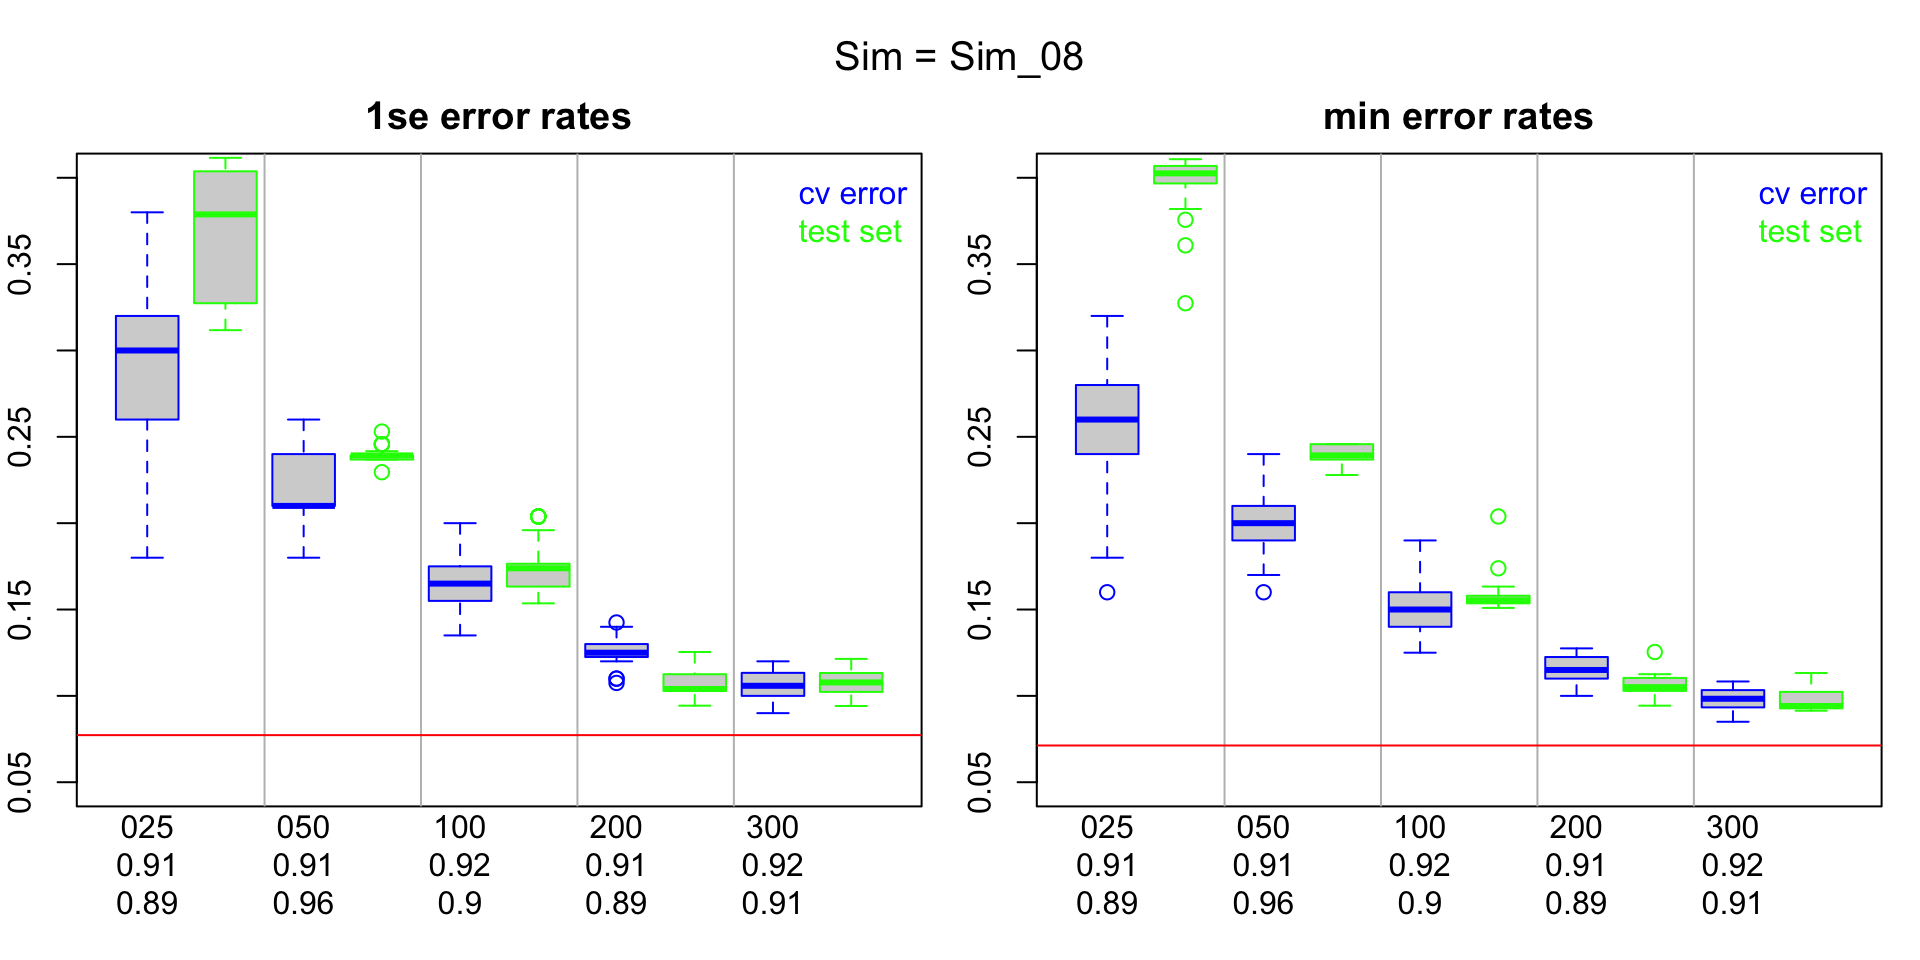 Sim = Sim_08
1se error rates
cv error
test set
0.35
0.25
0.15
0.05
025 050 100 200 300
0.91 0.91 0.92 0.91 0.92
0.89 0.96 0.9 0.89 0.91
min error rates
cv error
test set
0.35
0.25
0.15
0.05
025 050 100 200 300
0.91 0.91 0.92 0.91 0.92
0.89 0.96 0.9 0.89 0.91